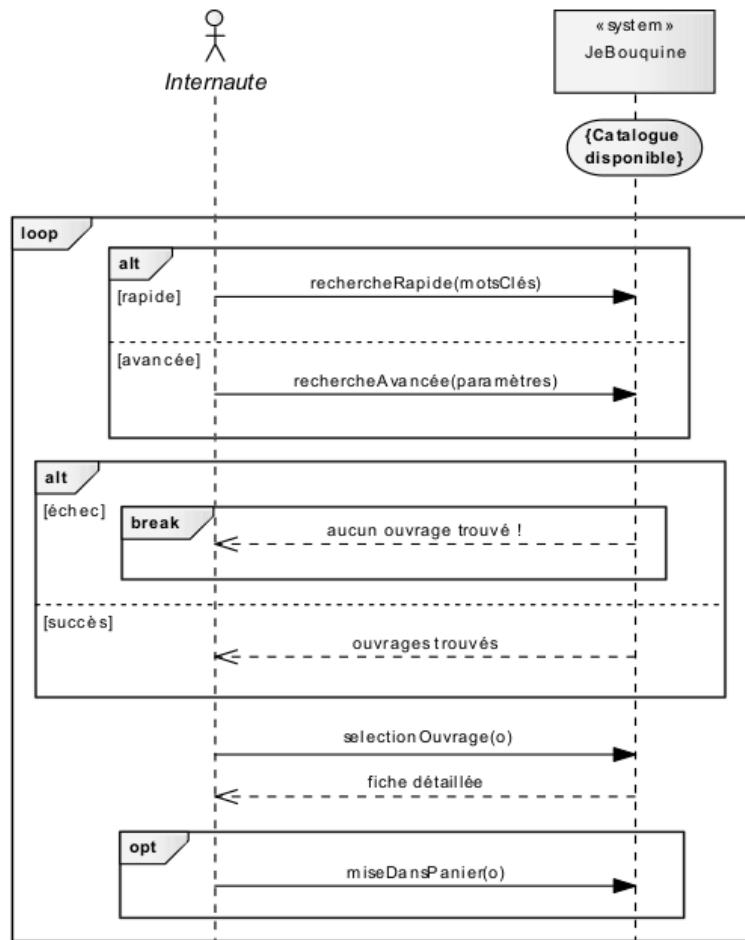 « system »
JeBouquine
Internaute
{Catalogue
disponible}
loop
alt
[rapide]
rechercheRapide(motsClés)
[avancée]
rechercheAvancée(paramètres)
alt
[échec]
break
aucun ouvrage trouvé !
[succès]
ouvrages trouvés
selectionOuvrage(o)
fiche détaillée
opt
miseDansPanier(o)